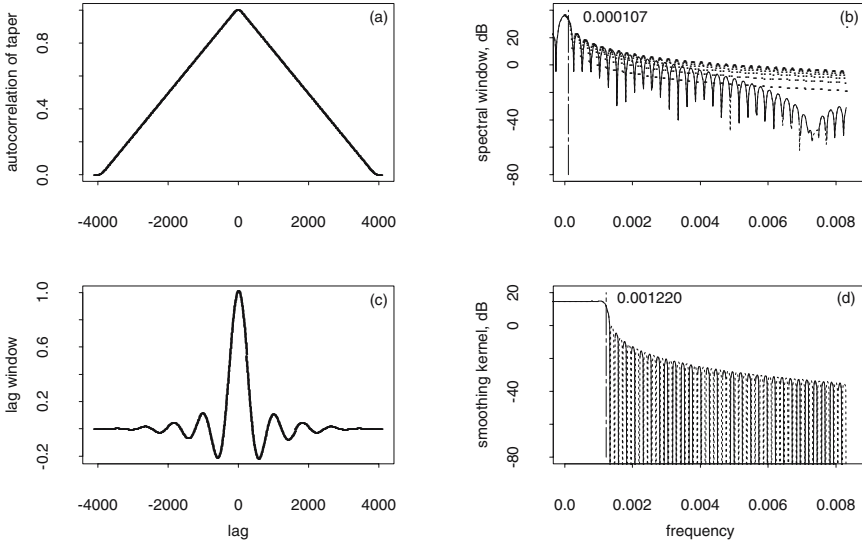 (a)
autocorrelation of taper
1.0
0.8
0.4
0.0
-4000 -2000 0 2000 4000
(b)
0.000107
spectral window, dB
20
0
-40
-80
0.0 0.002 0.004 0.006 0.008
(c)
lag window
1.0
0.6
0.2
-0.2
-4000 -2000 0 2000 4000
lag
(d)
0.001220
smoothing kernel, dB
20
0
-40
-80
0.0 0.002 0.004 0.006 0.008
frequency